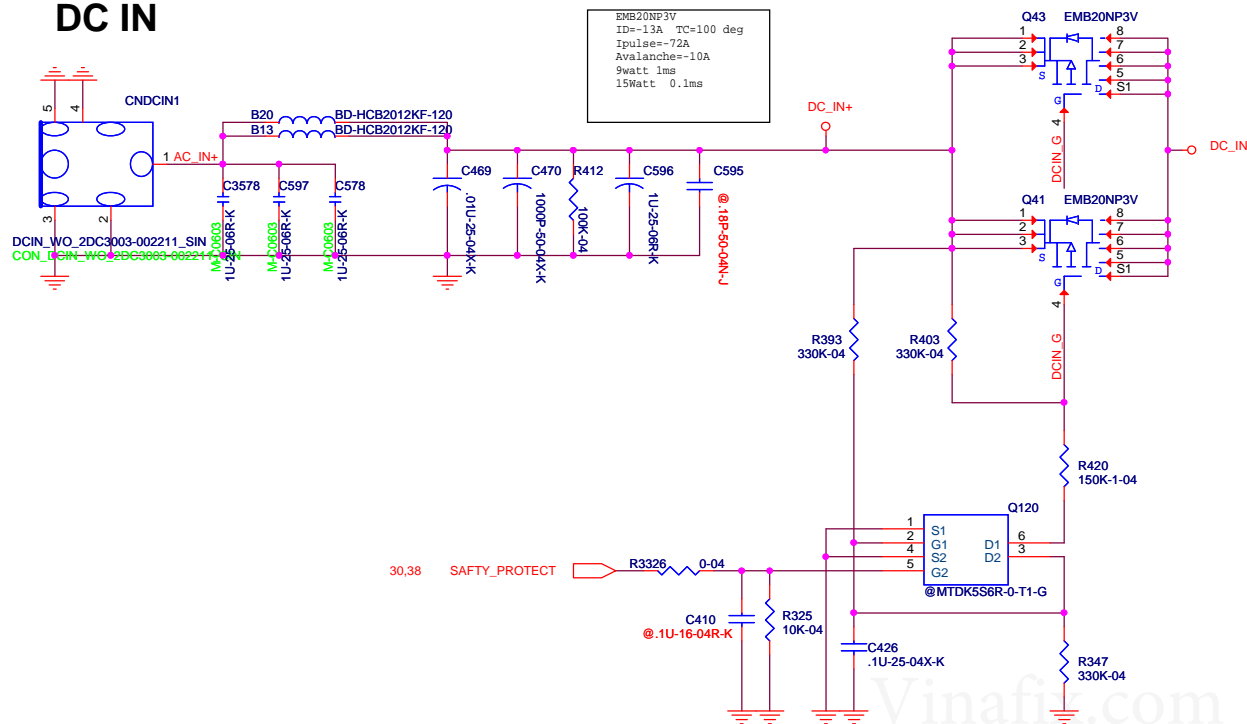 DC IN
EMB20NP3V
ID=-13A TC=100 deg
Ipulse=-72A
Avalanche=-10A
9watt 1ms
15Watt 0.1ms
Q43 EMB20NP3V
1
2
3
8
7
6
5
S1
S
D
G
4
DCIN_G
DC_IN+
DC_IN
5
4
CNDCIN1
B20 BD-HCB2012KF-120
B13 BD-HCB2012KF-120
1 AC_IN+
3
2
C3578
C597
C578
C469
C470
R412
C596
C595
M-C0603
1U-25-06R-K
M-C0603
1U-25-06R-K
M-C0603
1U-25-06R-K
.01U-25-04X-K
1000P-50-04X-K
100K-04
1U-25-06R-K
@.18P-50-04N-J
DCIN_WO_2DC3003-002211_SIN
Q41 EMB20NP3V
1
2
3
8
7
6
5
S1
S
D
G
4
DCIN_G
R393
330K-04
R403
330K-04
R420
150K-1-04
Q120
1
2
4
5
S1
G1
S2
G2
D1
D2
6
3
@MTDK5S6R-0-T1-G
30,38 SAFTY_PROTECT
R3326 0-04
C410
@.1U-16-04R-K
R325
10K-04
C426
.1U-25-04X-K
R347
330K-04
Vinafix.com